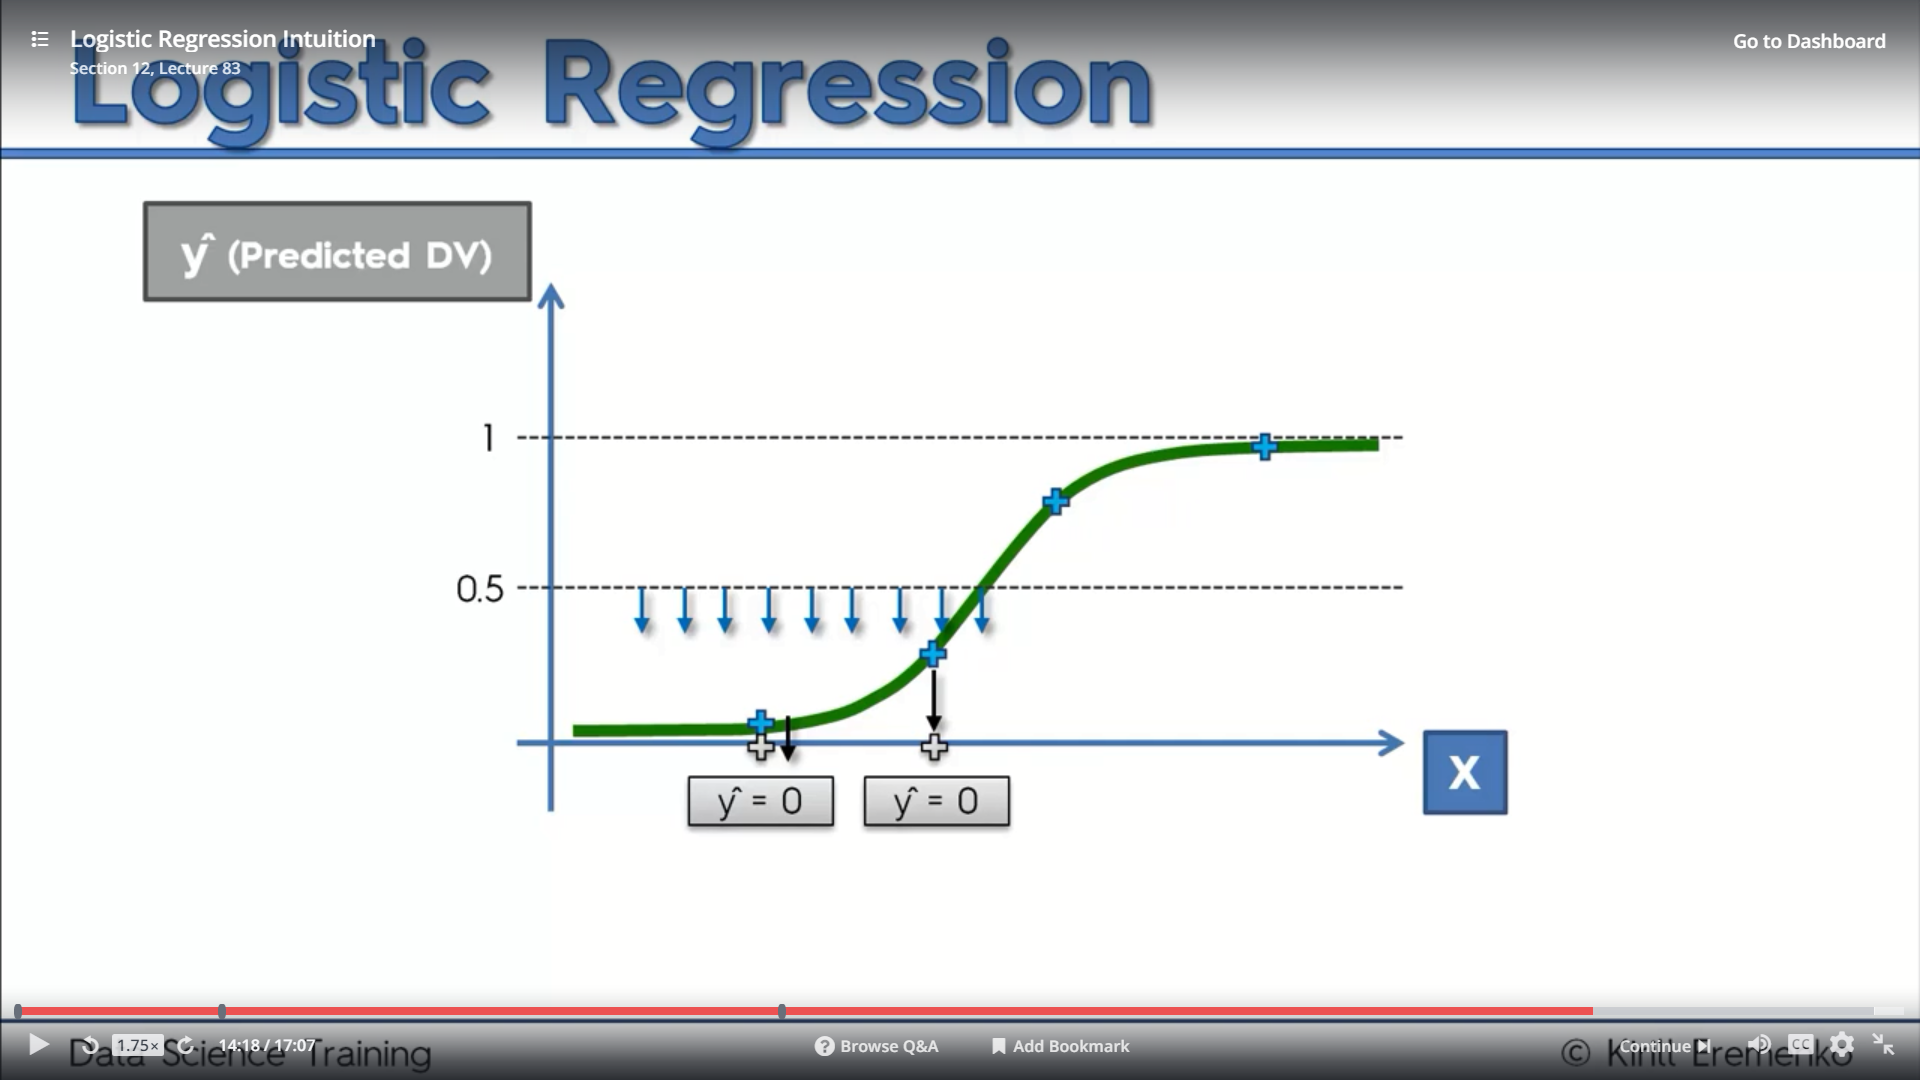 Logistic Regression Intuition
Go to Dashboard
Section 12, Lecture 83
Logistic Regression
ŷ (Predicted DV)
1
0.5
X
ŷ = 0
ŷ = 0
1.75×
14:18 / 17:07
Browse Q&A
Add Bookmark
Continue
CC
Data Science Training
© Kirill Eremenko